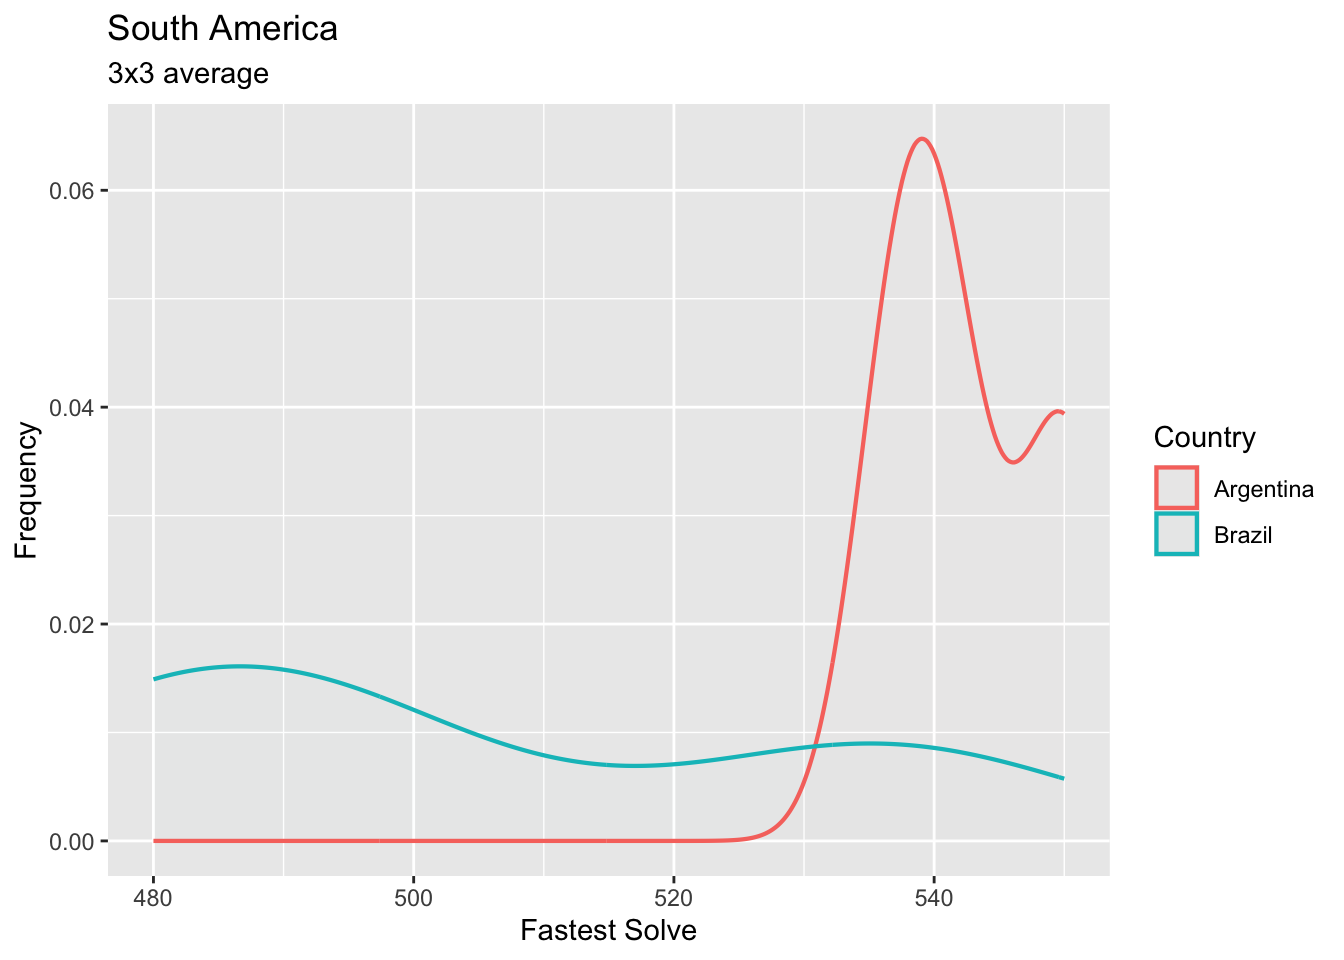 South America
3x3 average
0.06
0.04
0.02
0.00
Frequency
480
500
520
540
Fastest Solve
Country
Argentina
Brazil